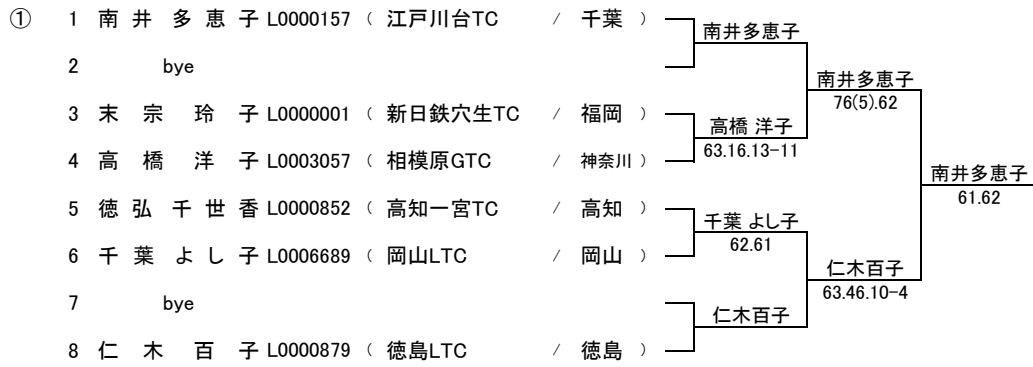 ① 1 南井 多恵子 L0000157 ( 江戸川台TC / 千葉 )
南井多恵子
2 bye
南井多恵子
76(5).62
3 末宗 玲子 L0000001 ( 新日鉄穴生TC / 福岡 )
高橋 洋子
63.16.13-11
4 高橋 洋子 L0003057 ( 相模原GTC / 神奈川 )
南井多恵子
61.62
5 徳弘 千世香 L0000852 ( 高知一宮TC / 高知 )
千葉 よし子
62.61
6 千葉 よし子 L0006689 ( 岡山LTC / 岡山 )
仁木百子
63.46.10-4
7 bye
仁木百子
8 仁木 百子 L0000879 ( 徳島LTC / 徳島 )